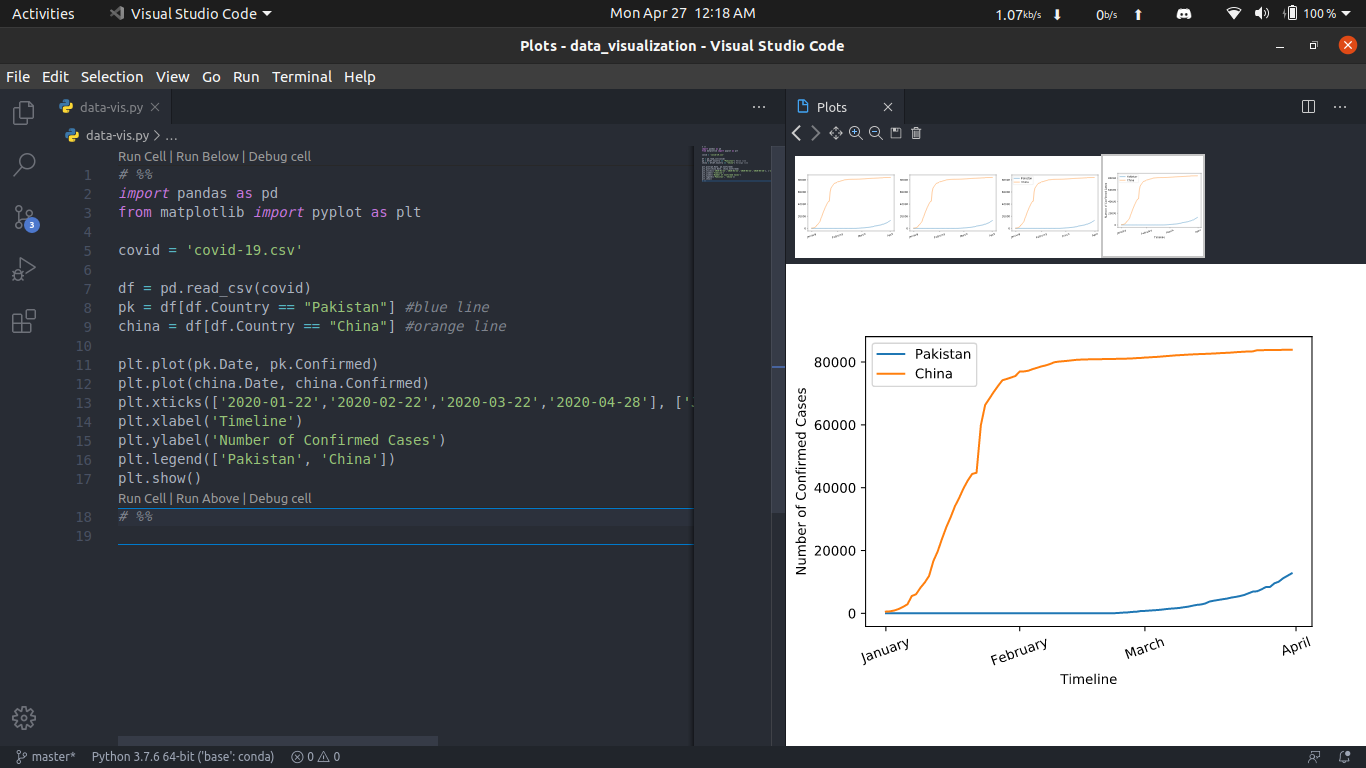 Activities Visual Studio Code Mon Apr 27 12:18 AM 1.07kb/s 0b/s 100 %
Plots - data_visualization - Visual Studio Code
File Edit Selection View Go Run Terminal Help
data-vis.py
data-vis.py > ...
Run Cell | Run Below | Debug cell
1 # %%
2 import pandas as pd
3 from matplotlib import pyplot as plt
4
5 covid = 'covid-19.csv'
6
7 df = pd.read_csv(covid)
8 pk = df[df.Country == "Pakistan"] #blue line
9 china = df[df.Country == "China"] #orange line
10
11 plt.plot(pk.Date, pk.Confirmed)
12 plt.plot(china.Date, china.Confirmed)
13 plt.xticks(['2020-01-22','2020-02-22','2020-03-22','2020-04-28'], ['
14 plt.xlabel('Timeline')
15 plt.ylabel('Number of Confirmed Cases')
16 plt.legend(['Pakistan', 'China'])
17 plt.show()
Run Cell | Run Above | Debug cell
18 # %%
19
3
Plots
Pakistan
China
Number of Confirmed Cases
80000
60000
40000
20000
0
January February March April
Timeline
master* Python 3.7.6 64-bit ('base': conda) 0 0